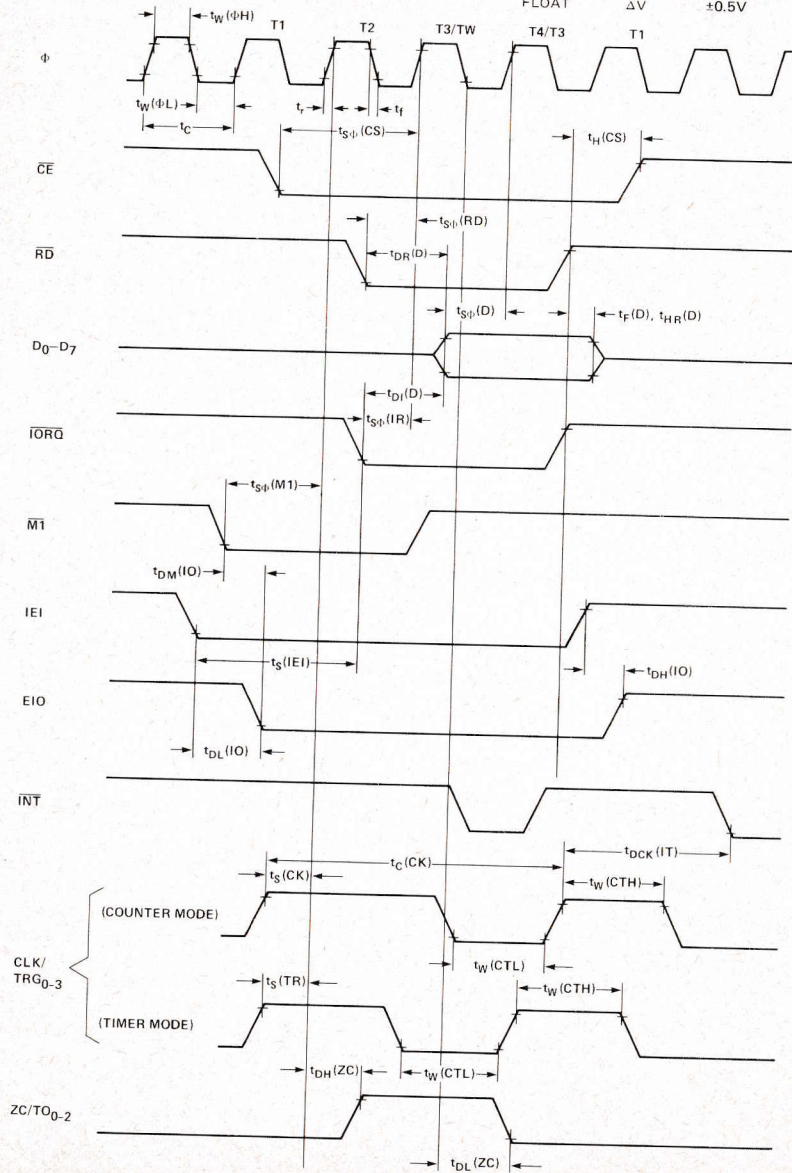 FLOAT ΔV ±0.5V
tW(ΦH)
T1 T2 T3/TW T4/T3 T1
Φ
tW(ΦL) tr tf
tC tSΦ(CS) tH(CS)
CE
tSΦ(RD)
RD
tDR(D)
tSΦ(D) tF(D), tHR(D)
D0–D7
tDI(D)
tSΦ(IR)
IORQ
tSΦ(M1)
M1
tDM(IO)
IEI
tS(IEI) tDH(IO)
EIO
tDL(IO)
INT
tC(CK) tDCK(IT)
tS(CK) tW(CTH)
(COUNTER MODE)
tW(CTL)
CLK/
TRG0-3
tS(TR) tW(CTH)
(TIMER MODE)
tDH(ZC) tW(CTL)
ZC/TO0-2
tDL(ZC)